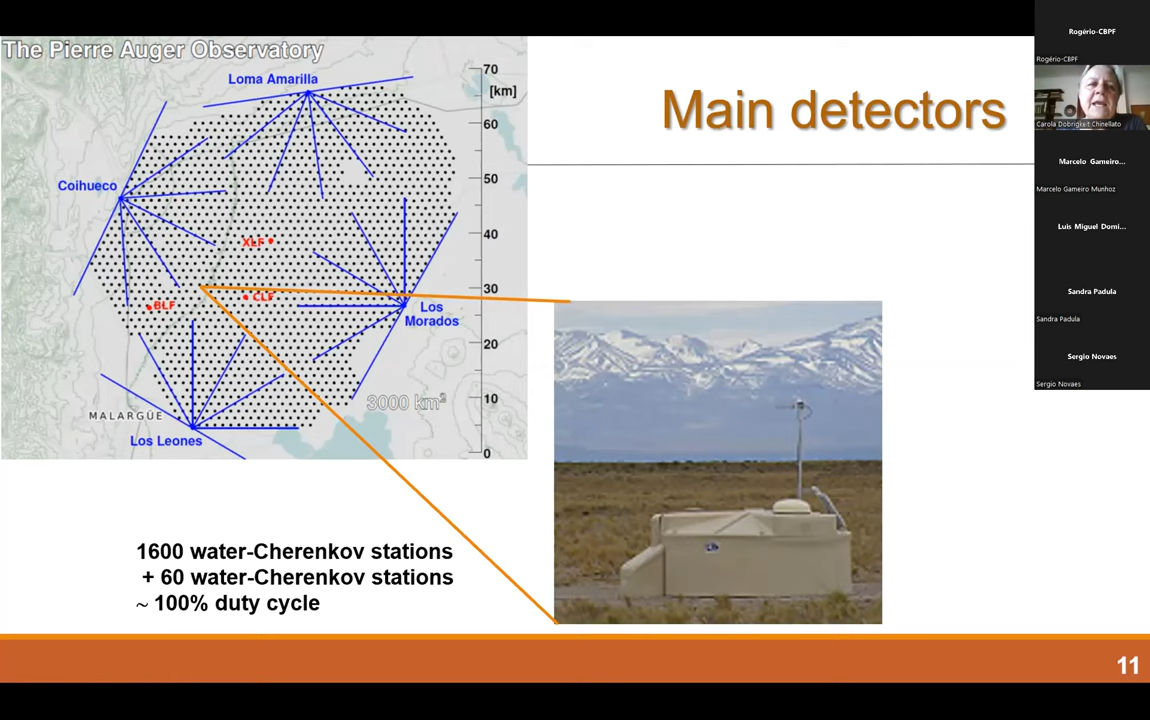 The Pierre Auger Observatory
Loma Amarilla
70
[km]
60
50
40
30
20
10
0
Coihueco
XLF
CLF
BLF
Los
Morados
3000 km²
MALARGÜE
Los Leones
Main detectors
1600 water-Cherenkov stations
+ 60 water-Cherenkov stations
~ 100% duty cycle
11
Rogério-CBPF
Rogério-CBPF
Carola Dobrigkeit Chinellato
Marcelo Gameiro...
Marcelo Gameiro Munhoz
Luis Miguel Domi...
Sandra Padula
Sandra Padula
Sergio Novaes
Sergio Novaes